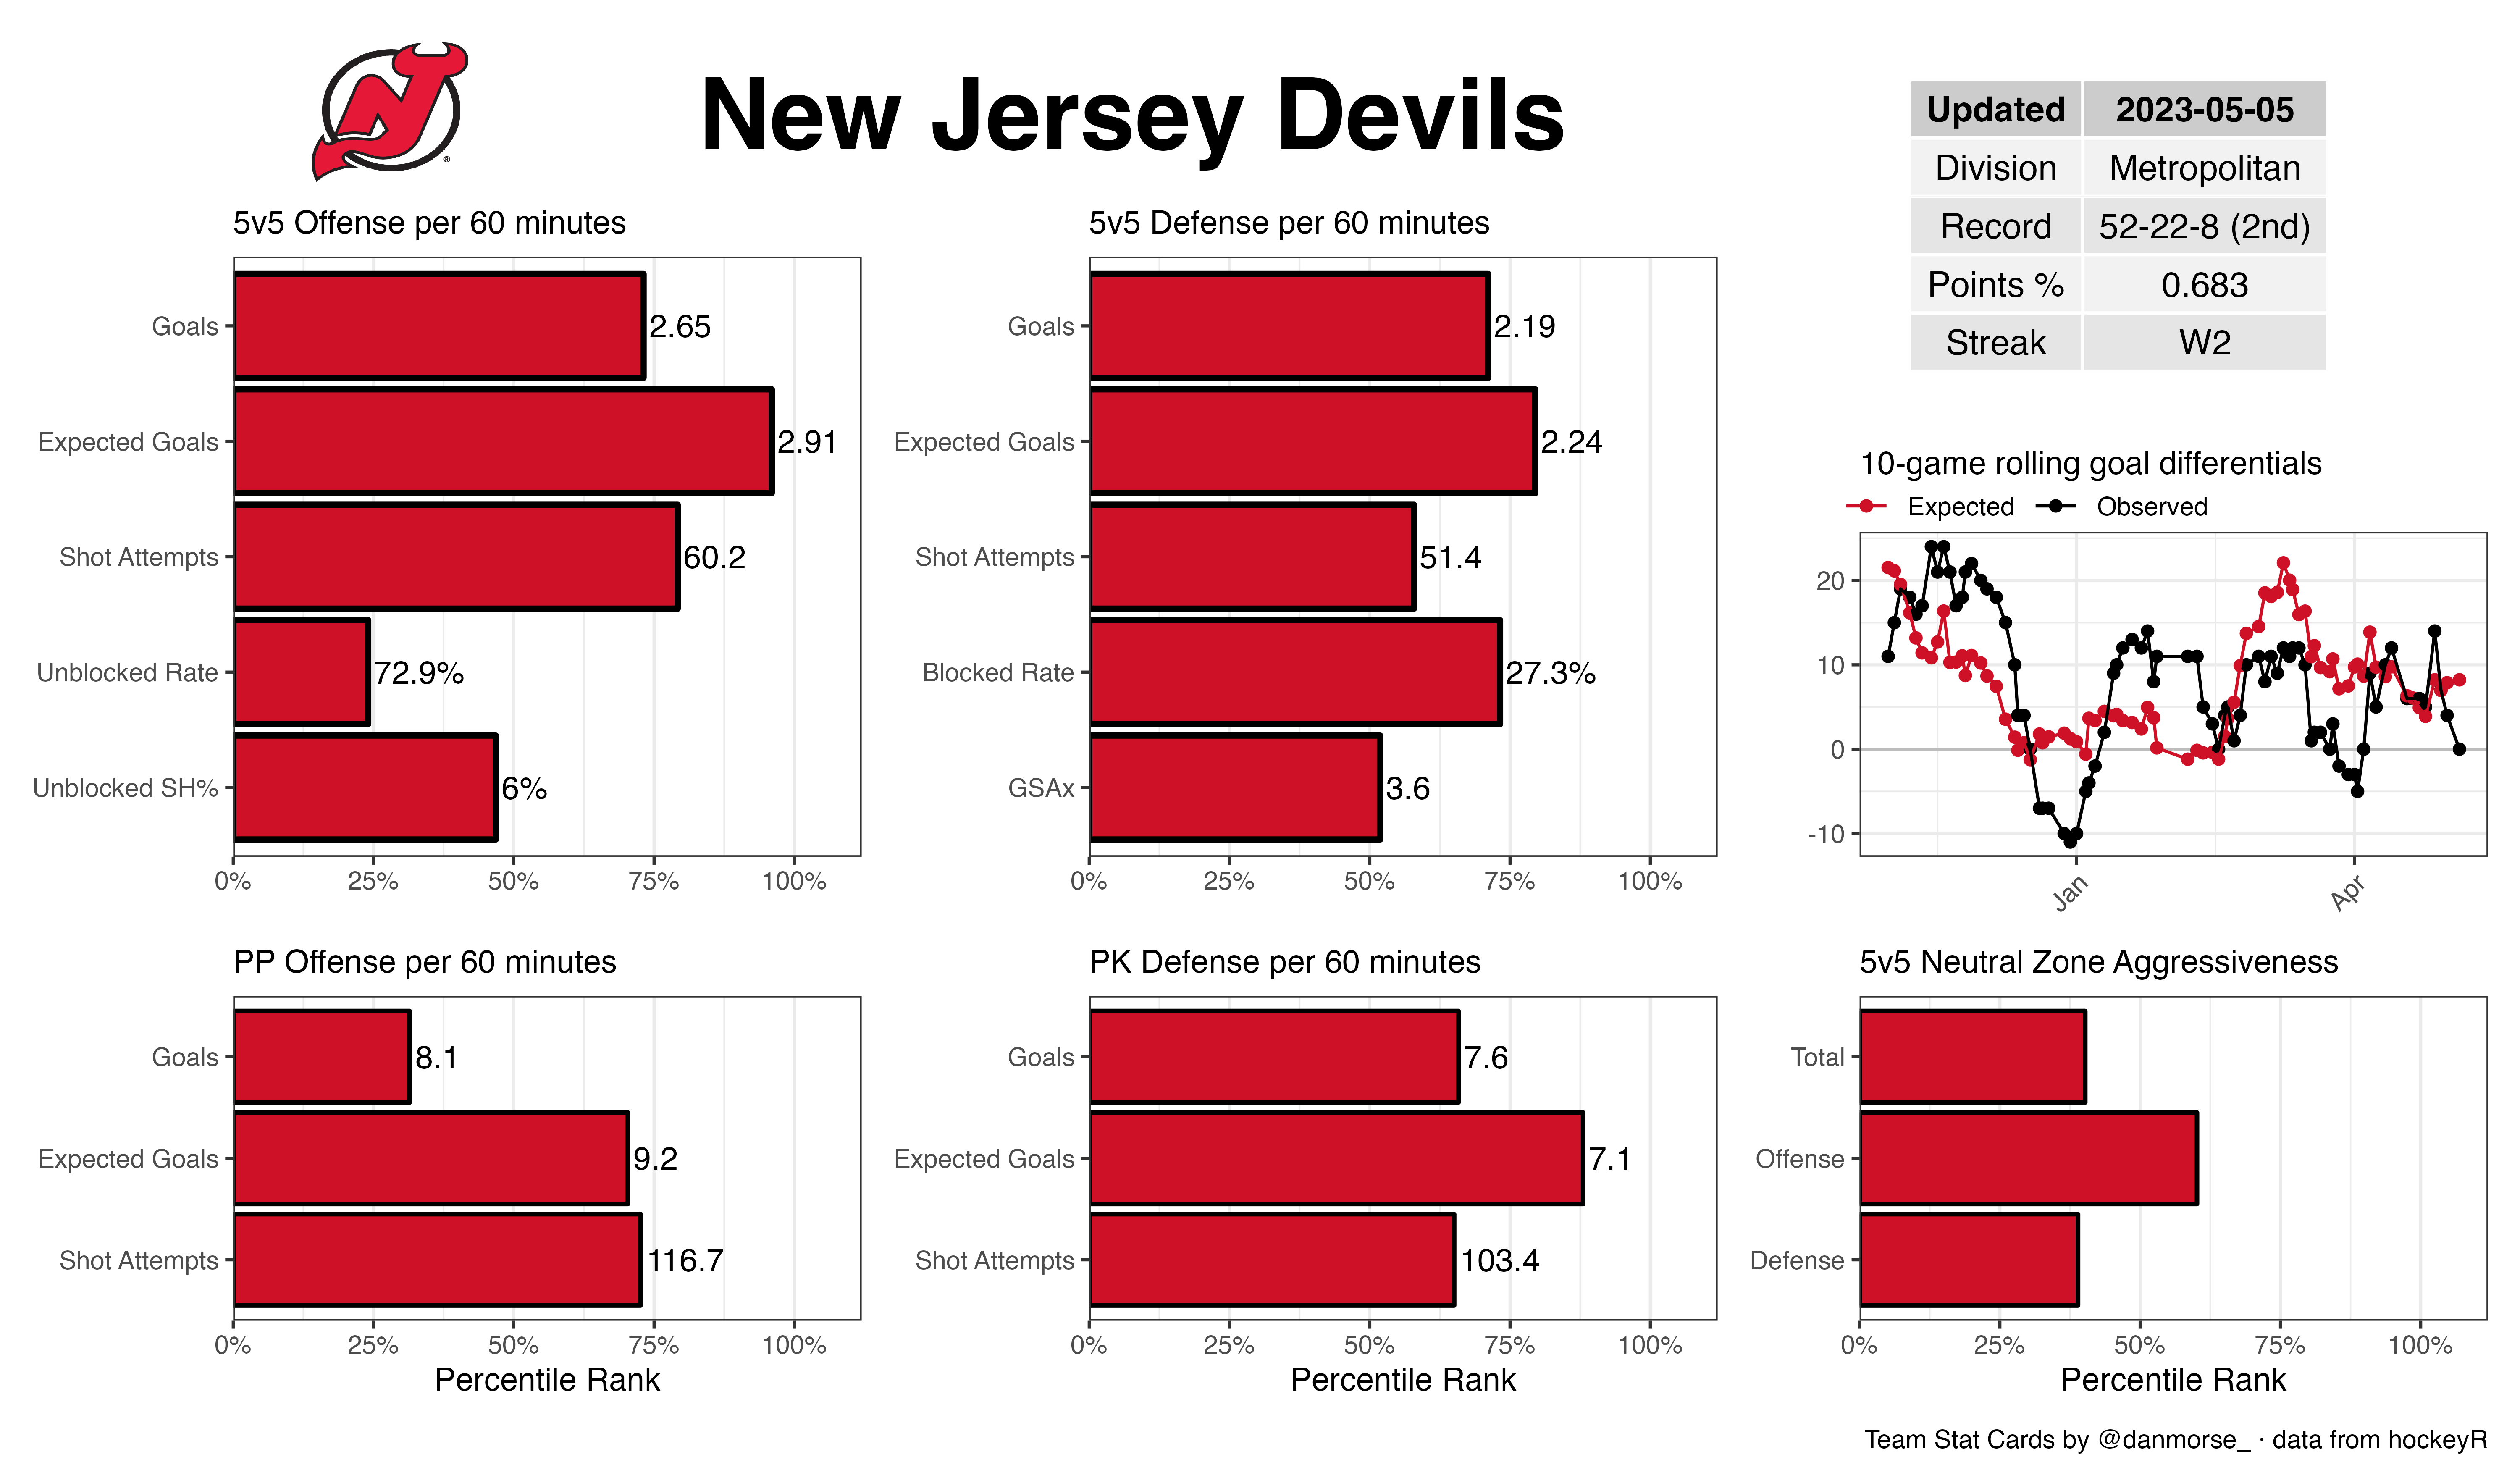 New Jersey Devils
Updated 2023-05-05
Division Metropolitan
Record 52-22-8 (2nd)
Points % 0.683
Streak W2
5v5 Offense per 60 minutes
Goals 2.65
Expected Goals 2.91
Shot Attempts 60.2
Unblocked Rate 72.9%
Unblocked SH% 6%
0% 25% 50% 75% 100%
5v5 Defense per 60 minutes
Goals 2.19
Expected Goals 2.24
Shot Attempts 51.4
Blocked Rate 27.3%
GSAx 3.6
0% 25% 50% 75% 100%
10-game rolling goal differentials
Expected Observed
20
10
0
-10
Jan Apr
PP Offense per 60 minutes
Goals 8.1
Expected Goals 9.2
Shot Attempts 116.7
0% 25% 50% 75% 100%
Percentile Rank
PK Defense per 60 minutes
Goals 7.6
Expected Goals 7.1
Shot Attempts 103.4
0% 25% 50% 75% 100%
Percentile Rank
5v5 Neutral Zone Aggressiveness
Total
Offense
Defense
0% 25% 50% 75% 100%
Percentile Rank
Team Stat Cards by @danmorse_ · data from hockeyR